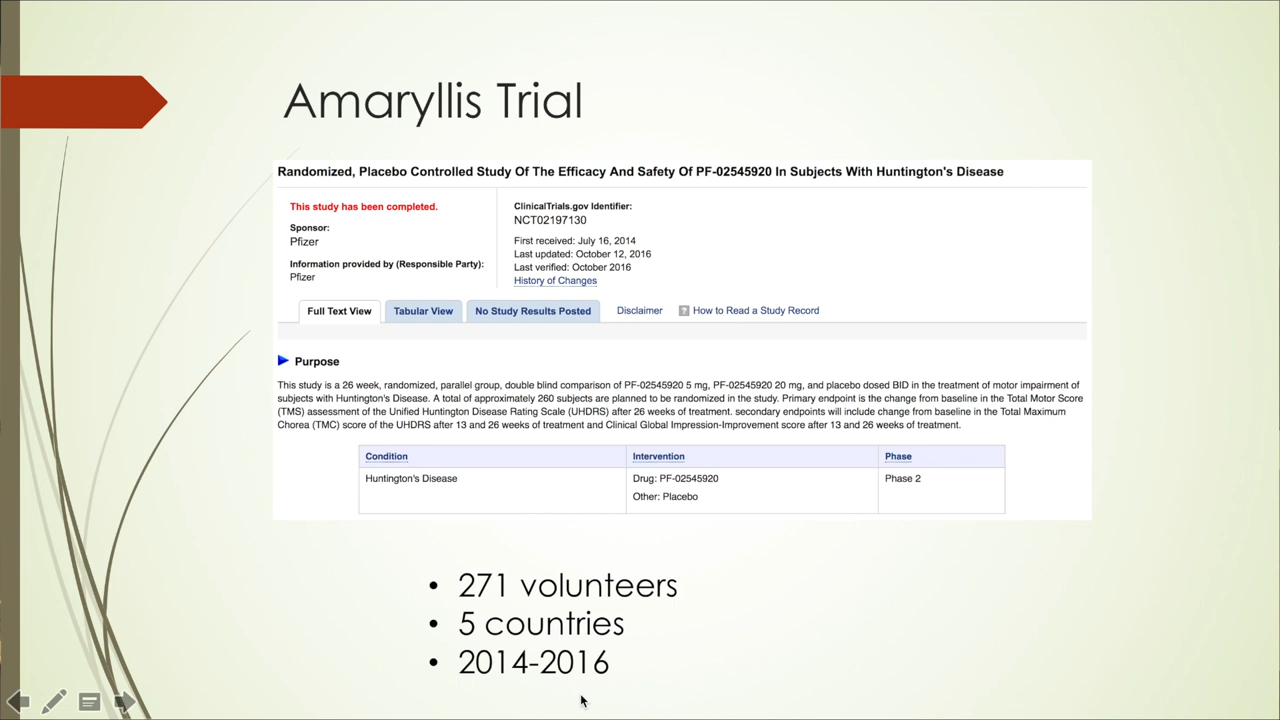 Amaryllis Trial
Randomized, Placebo Controlled Study Of The Efficacy And Safety Of PF-02545920 In Subjects With Huntington's Disease
This study has been completed.
Sponsor:
Pfizer
Information provided by (Responsible Party):
Pfizer
ClinicalTrials.gov Identifier:
NCT02197130
First received: July 16, 2014
Last updated: October 12, 2016
Last verified: October 2016
History of Changes
Full Text View Tabular View No Study Results Posted Disclaimer ? How to Read a Study Record
Purpose
This study is a 26 week, randomized, parallel group, double blind comparison of PF-02545920 5 mg, PF-02545920 20 mg, and placebo dosed BID in the treatment of motor impairment of
subjects with Huntington's Disease. A total of approximately 260 subjects are planned to be randomized in the study. Primary endpoint is the change from baseline in the Total Motor Score
(TMS) assessment of the Unified Huntington Disease Rating Scale (UHDRS) after 26 weeks of treatment. secondary endpoints will include change from baseline in the Total Maximum
Chorea (TMC) score of the UHDRS after 13 and 26 weeks of treatment and Clinical Global Impression-Improvement score after 13 and 26 weeks of treatment.
Condition Intervention Phase
Huntington's Disease Drug: PF-02545920 Phase 2
Other: Placebo
• 271 volunteers
• 5 countries
• 2014-2016